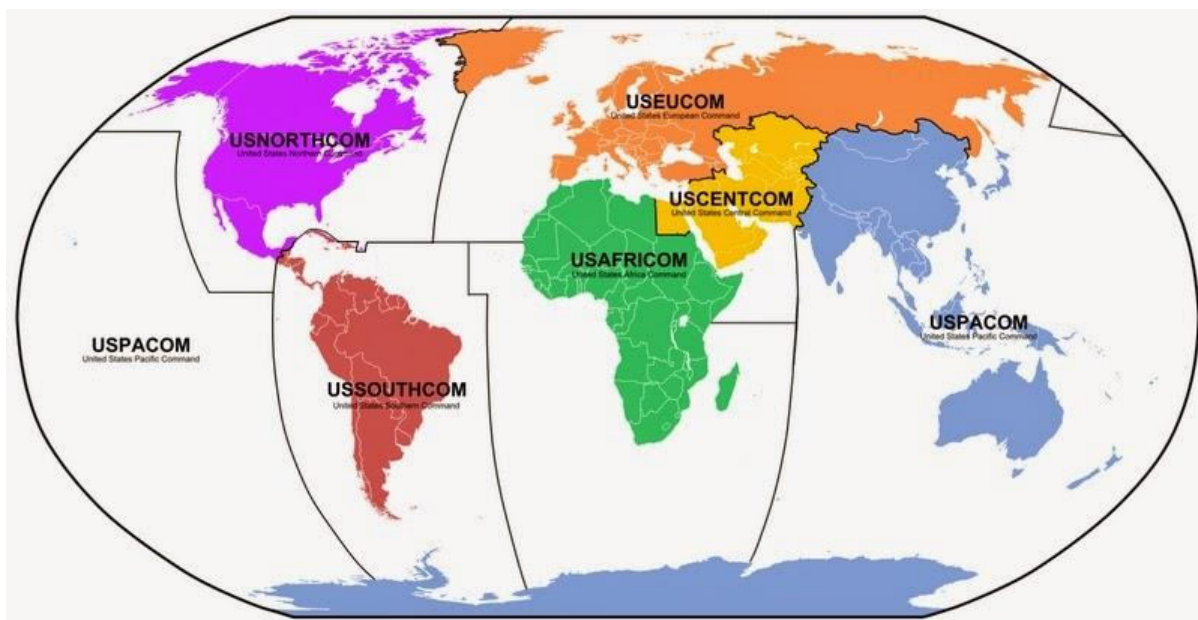 USNORTHCOM
United States Northern Command
USEUCOM
United States European Command
USCENTCOM
United States Central Command
USAFRICOM
United States Africa Command
USPACOM
United States Pacific Command
USSOUTHCOM
United States Southern Command
USPACOM
United States Pacific Command